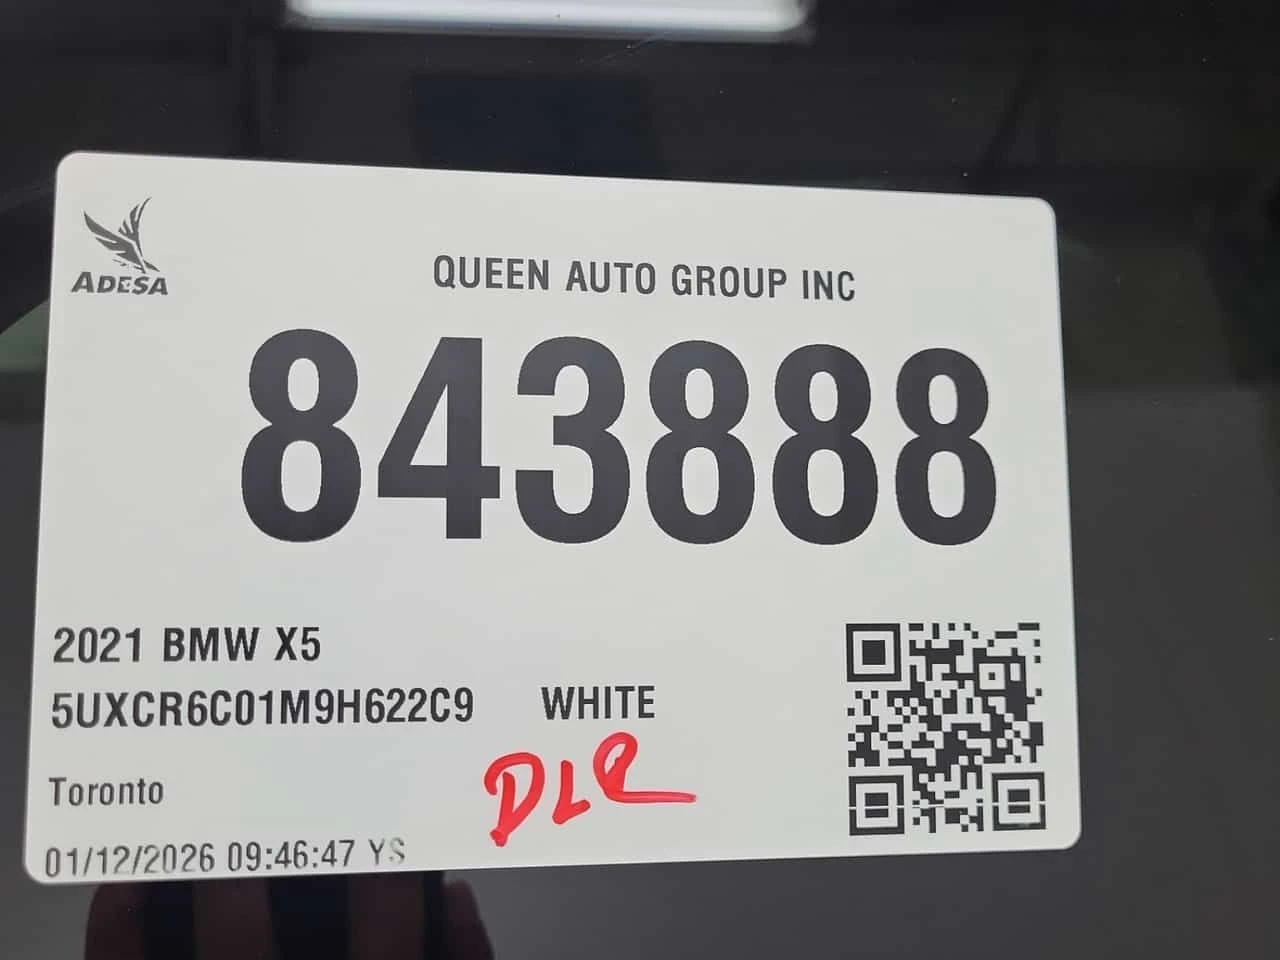 ADESA
QUEEN AUTO GROUP INC
843888
2021 BMW X5
5UXCR6C01M9H622C9 WHITE
DLR
Toronto
01/12/2026 09:46:47 YS